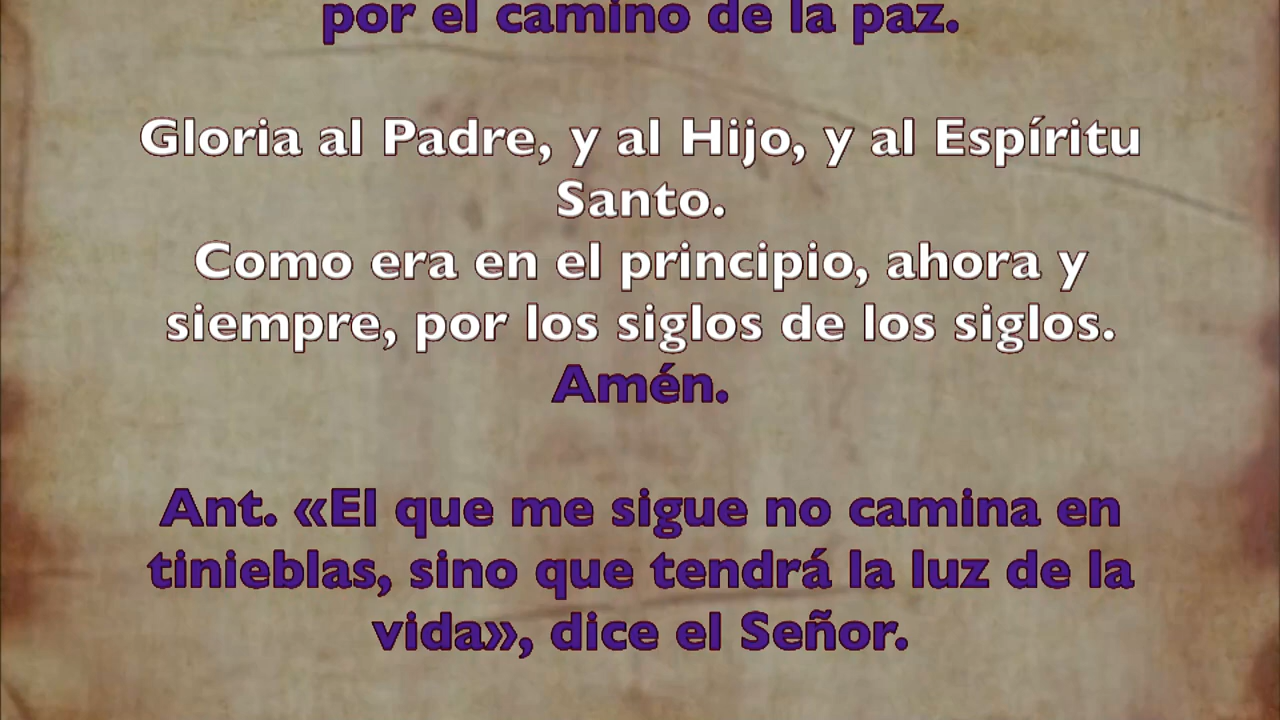 por el camino de la paz.
Gloria al Padre, y al Hijo, y al Espíritu
Santo.
Como era en el principio, ahora y
siempre, por los siglos de los siglos.
Amén.
Ant. «El que me sigue no camina en
tinieblas, sino que tendrá la luz de la
vida», dice el Señor.